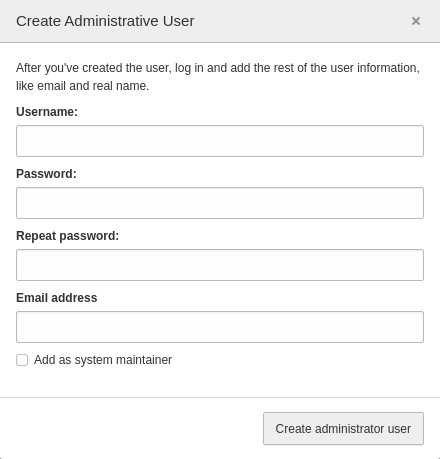 Create Administrative User ×
After you've created the user, log in and add the rest of the user information,
like email and real name.
Username:
Password:
Repeat password:
Email address
Add as system maintainer
Create administrator user